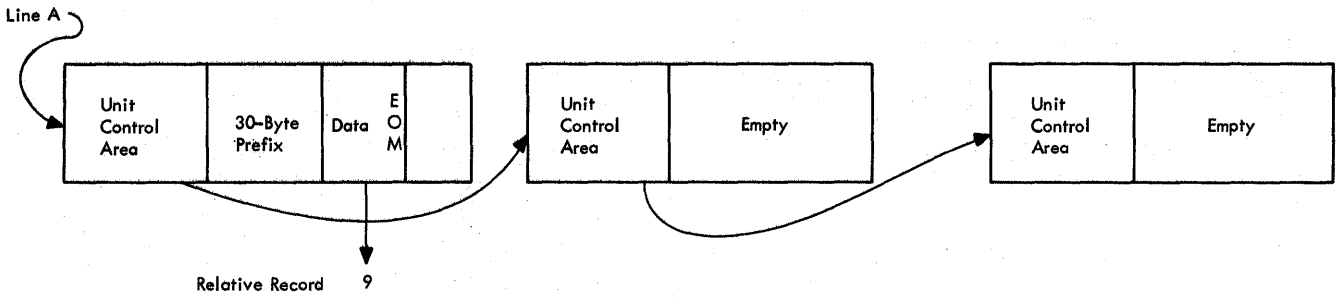 Line A
Unit
Control
Area
30-Byte
Prefix
Data
E
O
M
Unit
Control
Area
Empty
Unit
Control
Area
Empty
Relative Record 9